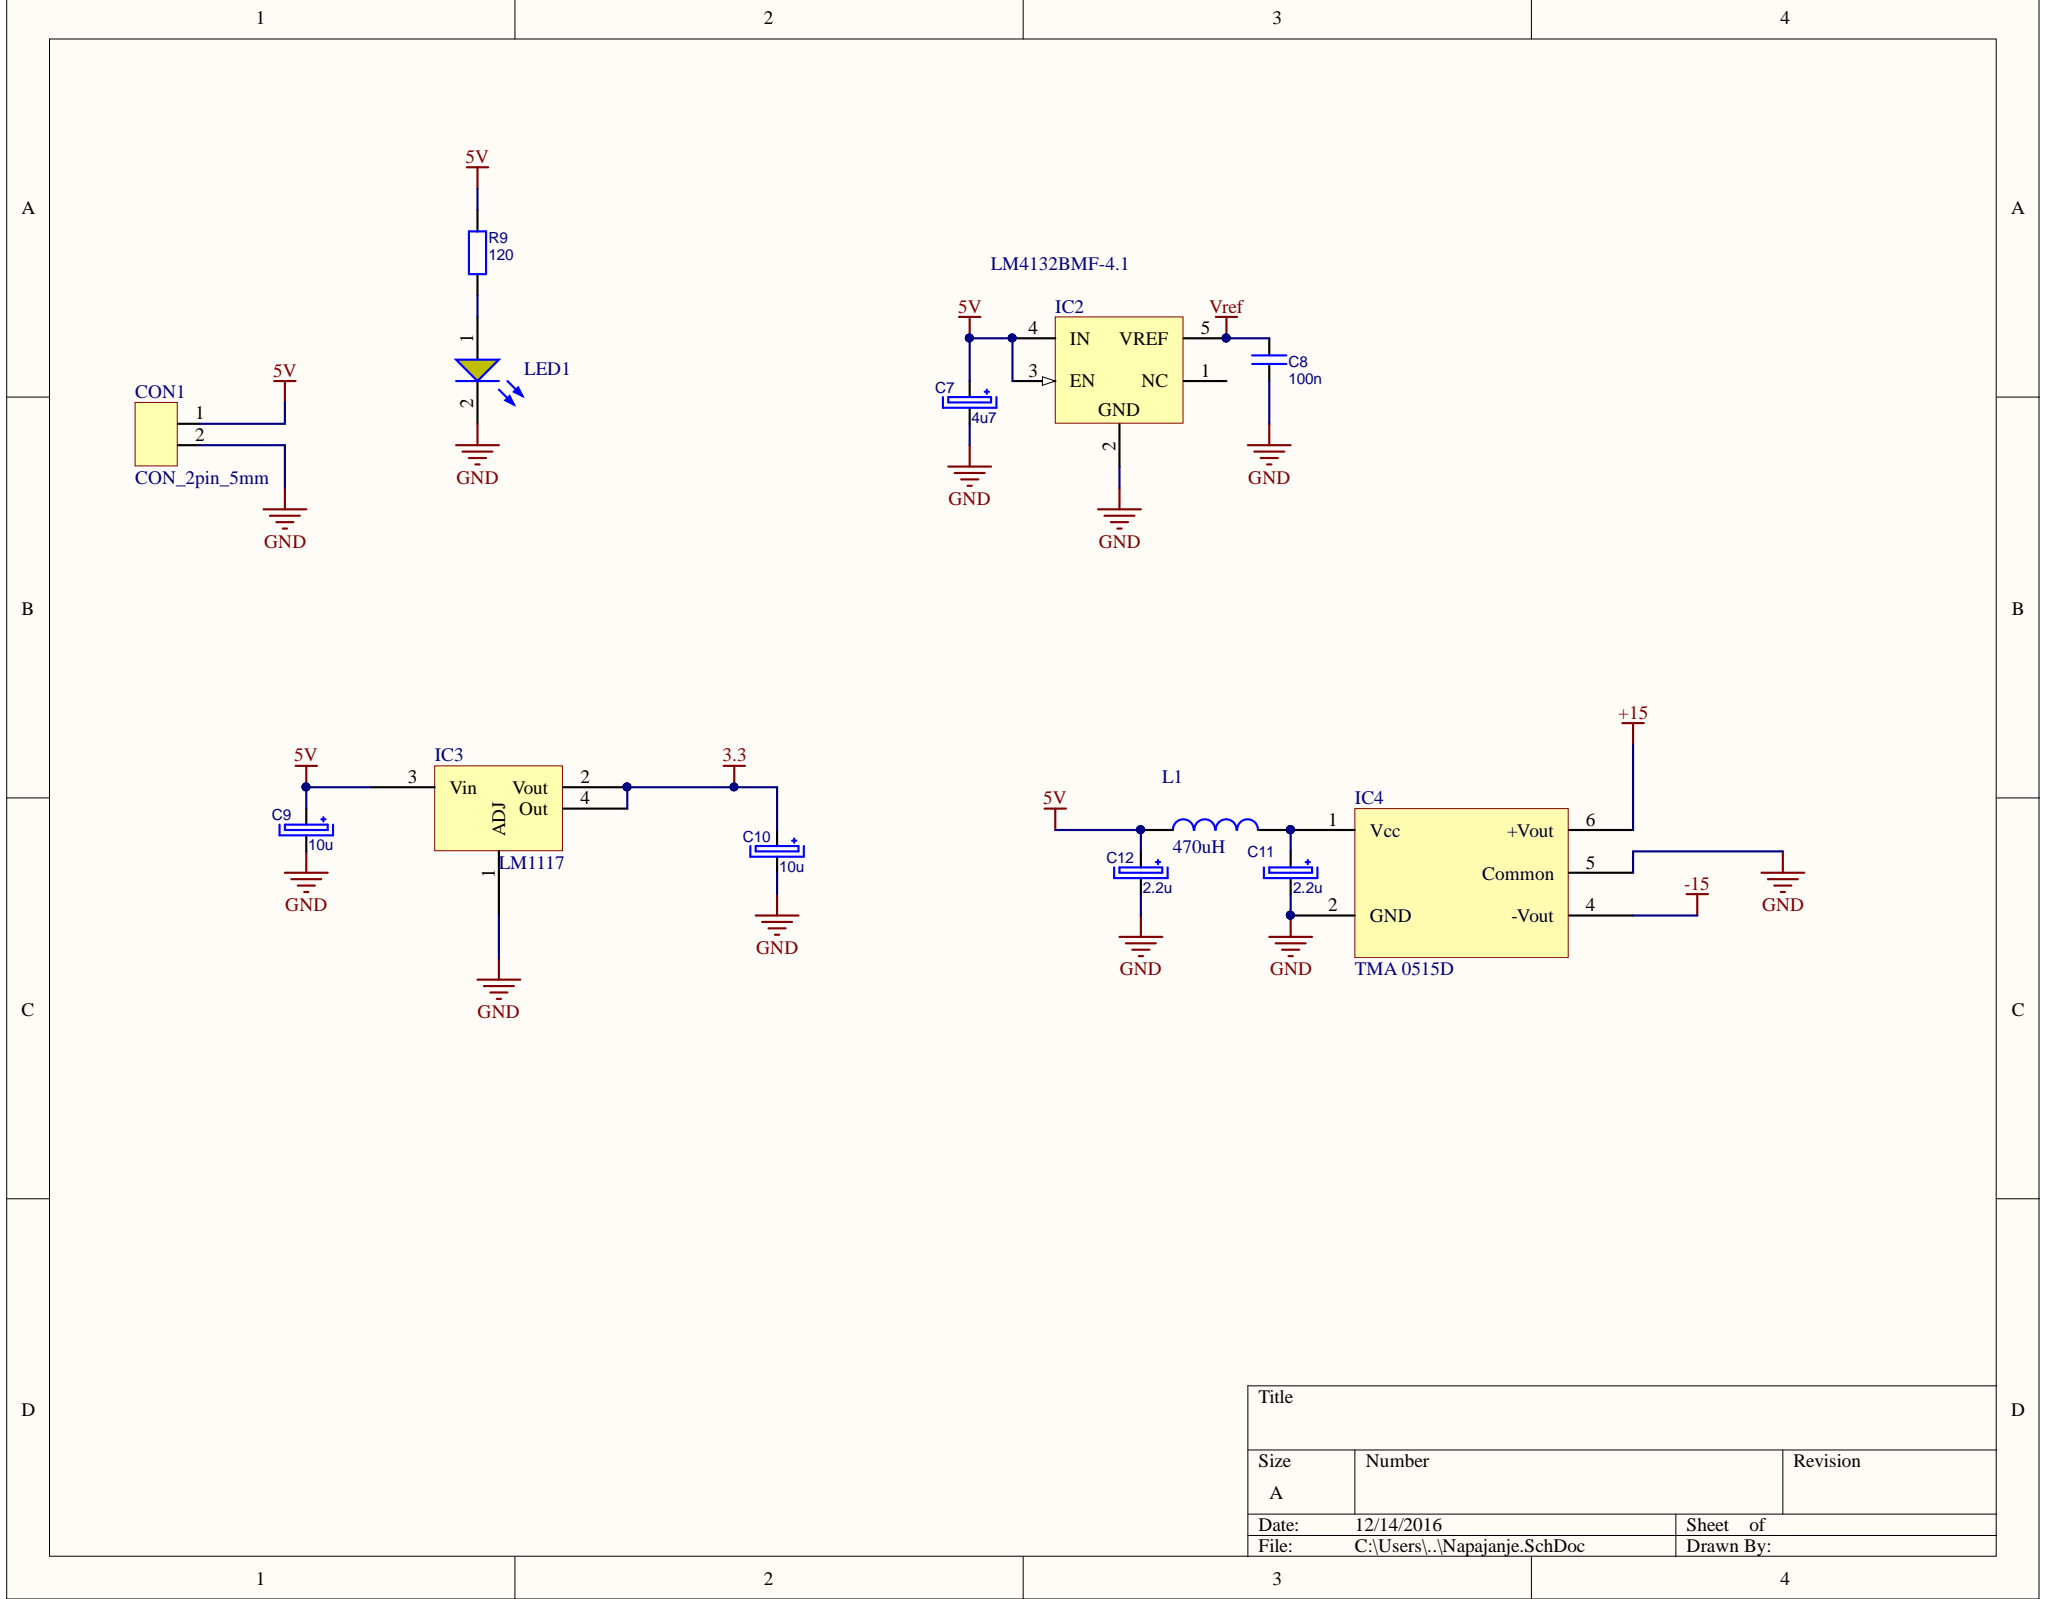 1 2 3 4
A A
B B
C C
D D
5V
R9
120
1
LED1
2
GND
5V
CON1
1
2
CON_2pin_5mm
GND
LM4132BMF-4.1
5V
IC2
Vref
4 IN VREF 5
3 EN NC 1
GND
2
C7
4u7
C8
100n
GND
GND
GND
5V
IC3
3.3
3 Vin Vout 2
Out 4
ADJ
LM1117
1
C9
10u
C10
10u
GND
GND
GND
+15
L1
5V
IC4
470uH
1 Vcc +Vout 6
Common 5
2 GND -Vout 4
-15
C12
2.2u
C11
2.2u
GND
GND
GND
TMA 0515D
Title
Size Number Revision
A
Date: 12/14/2016 Sheet of
File: C:\Users\..\Napajanje.SchDoc Drawn By:
1 2 3 4